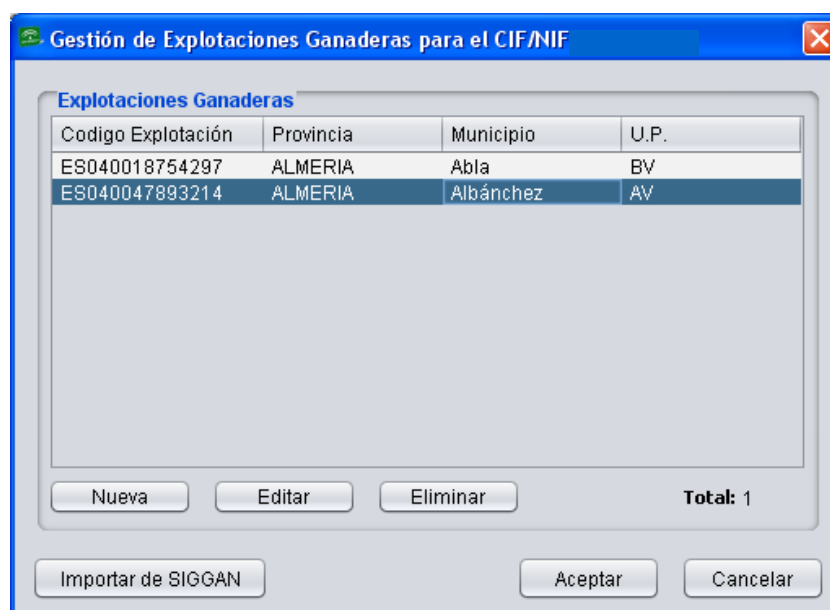 Gestión de Explotaciones Ganaderas para el CIF/NIF
Explotaciones Ganaderas
Codigo Explotación Provincia Municipio U.P.
ES040018754297 ALMERIA Abla BV
ES040047893214 ALMERIA Albánchez AV
Nueva Editar Eliminar Total: 1
Importar de SIGGAN Aceptar Cancelar